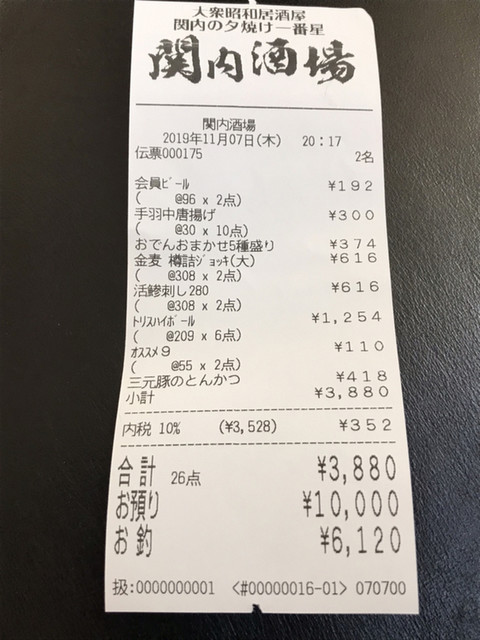 大衆昭和居酒屋
関内の夕焼け一番星
関内酒場
関内酒場
2019年11月07日(木) 20:17
伝票000175 2名
会員ビール ¥192
( @96 x 2点)
手羽中唐揚げ ¥300
( @30 x 10点)
おでんおまかせ5種盛り ¥374
金麦 樽詰ジョッキ(大) ¥616
( @308 x 2点)
活鯵刺し280 ¥616
( @308 x 2点)
トリスハイボール ¥1,254
( @209 x 6点)
オススメ9 ¥110
( @55 x 2点)
三元豚のとんかつ ¥418
小計 ¥3,880
内税 10% (¥3,528) ¥352
合計 26点 ¥3,880
お預り ¥10,000
お釣 ¥6,120
扱:0000000001 <#00000016-01> 070700